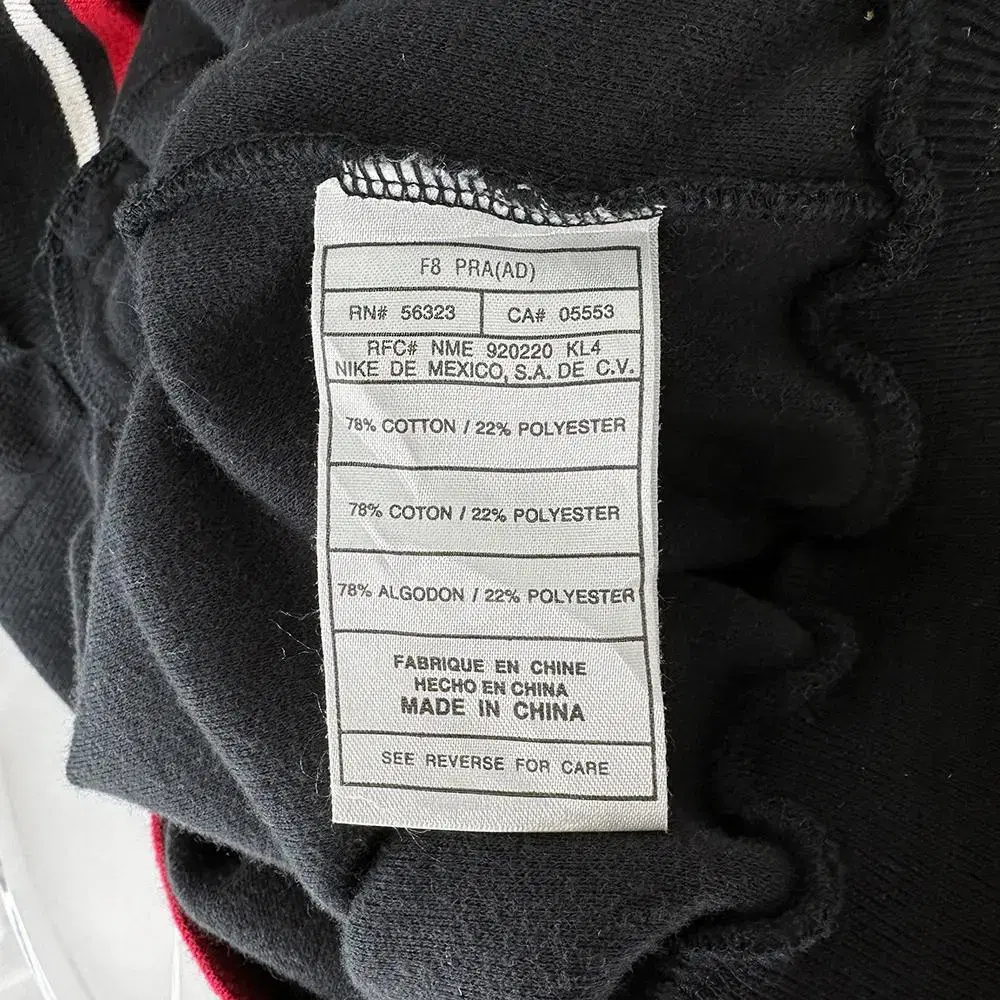 F8 PRA(AD)
RN# 56323 CA# 05553
RFC# NME 920220 KL4
NIKE DE MEXICO, S.A. DE C.V.
78% COTTON / 22% POLYESTER
78% COTON / 22% POLYESTER
78% ALGODON / 22% POLYESTER
FABRIQUE EN CHINE
HECHO EN CHINA
MADE IN CHINA
SEE REVERSE FOR CARE